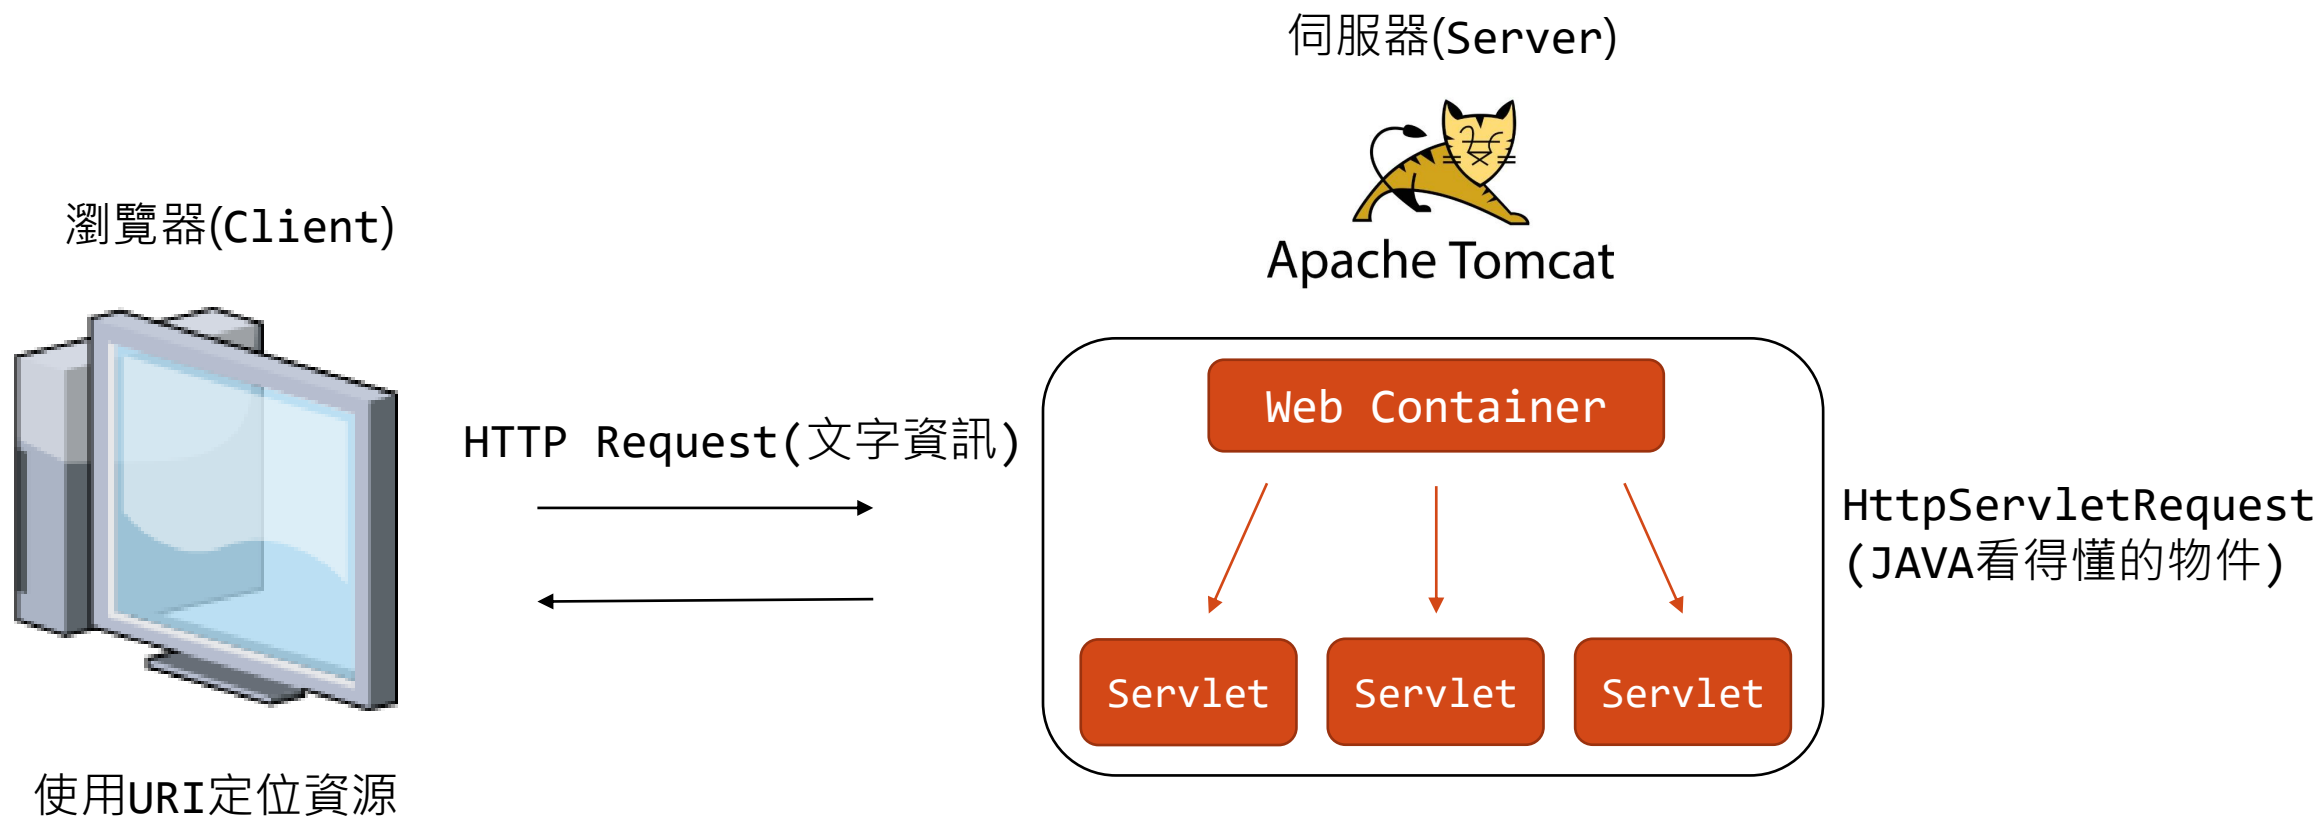 伺服器(Server)
Apache Tomcat
瀏覽器(Client)
Web Container
HTTP Request(文字資訊)
HttpServletRequest
(JAVA看得懂的物件)
Servlet
Servlet
Servlet
使用URI定位資源